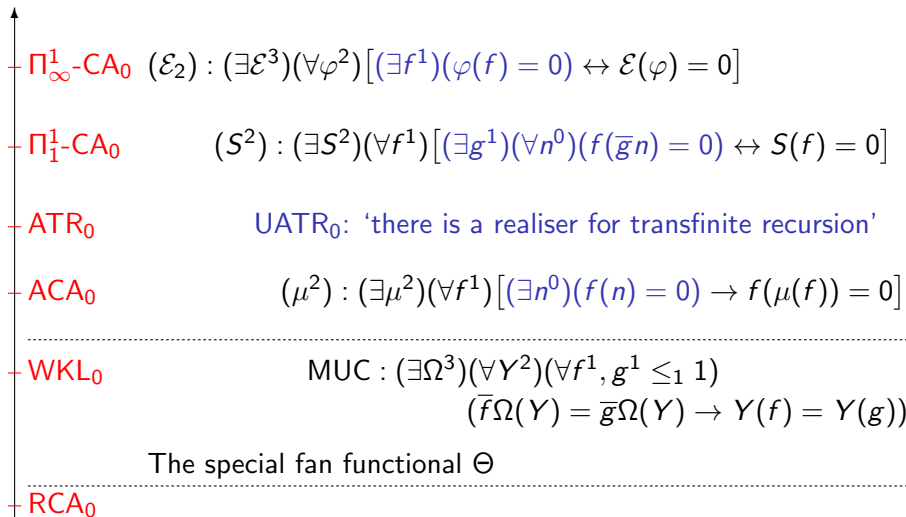 Π¹∞-CA₀ (ℰ₂) : (∃ℰ³)(∀φ²)[(∃f¹)(φ(f) = 0) ↔ ℰ(φ) = 0]
Π¹₁-CA₀ (S²) : (∃S²)(∀f¹)[(∃g¹)(∀n⁰)(f(g̅n) = 0) ↔ S(f) = 0]
ATR₀ UATR₀: ‘there is a realiser for transfinite recursion’
ACA₀ (μ²) : (∃μ²)(∀f¹)[(∃n⁰)(f(n) = 0) → f(μ(f)) = 0]
WKL₀ MUC : (∃Ω³)(∀Y²)(∀f¹, g¹ ≤₁ 1)
(f̅Ω(Y) = g̅Ω(Y) → Y(f) = Y(g))
The special fan functional Θ
RCA₀